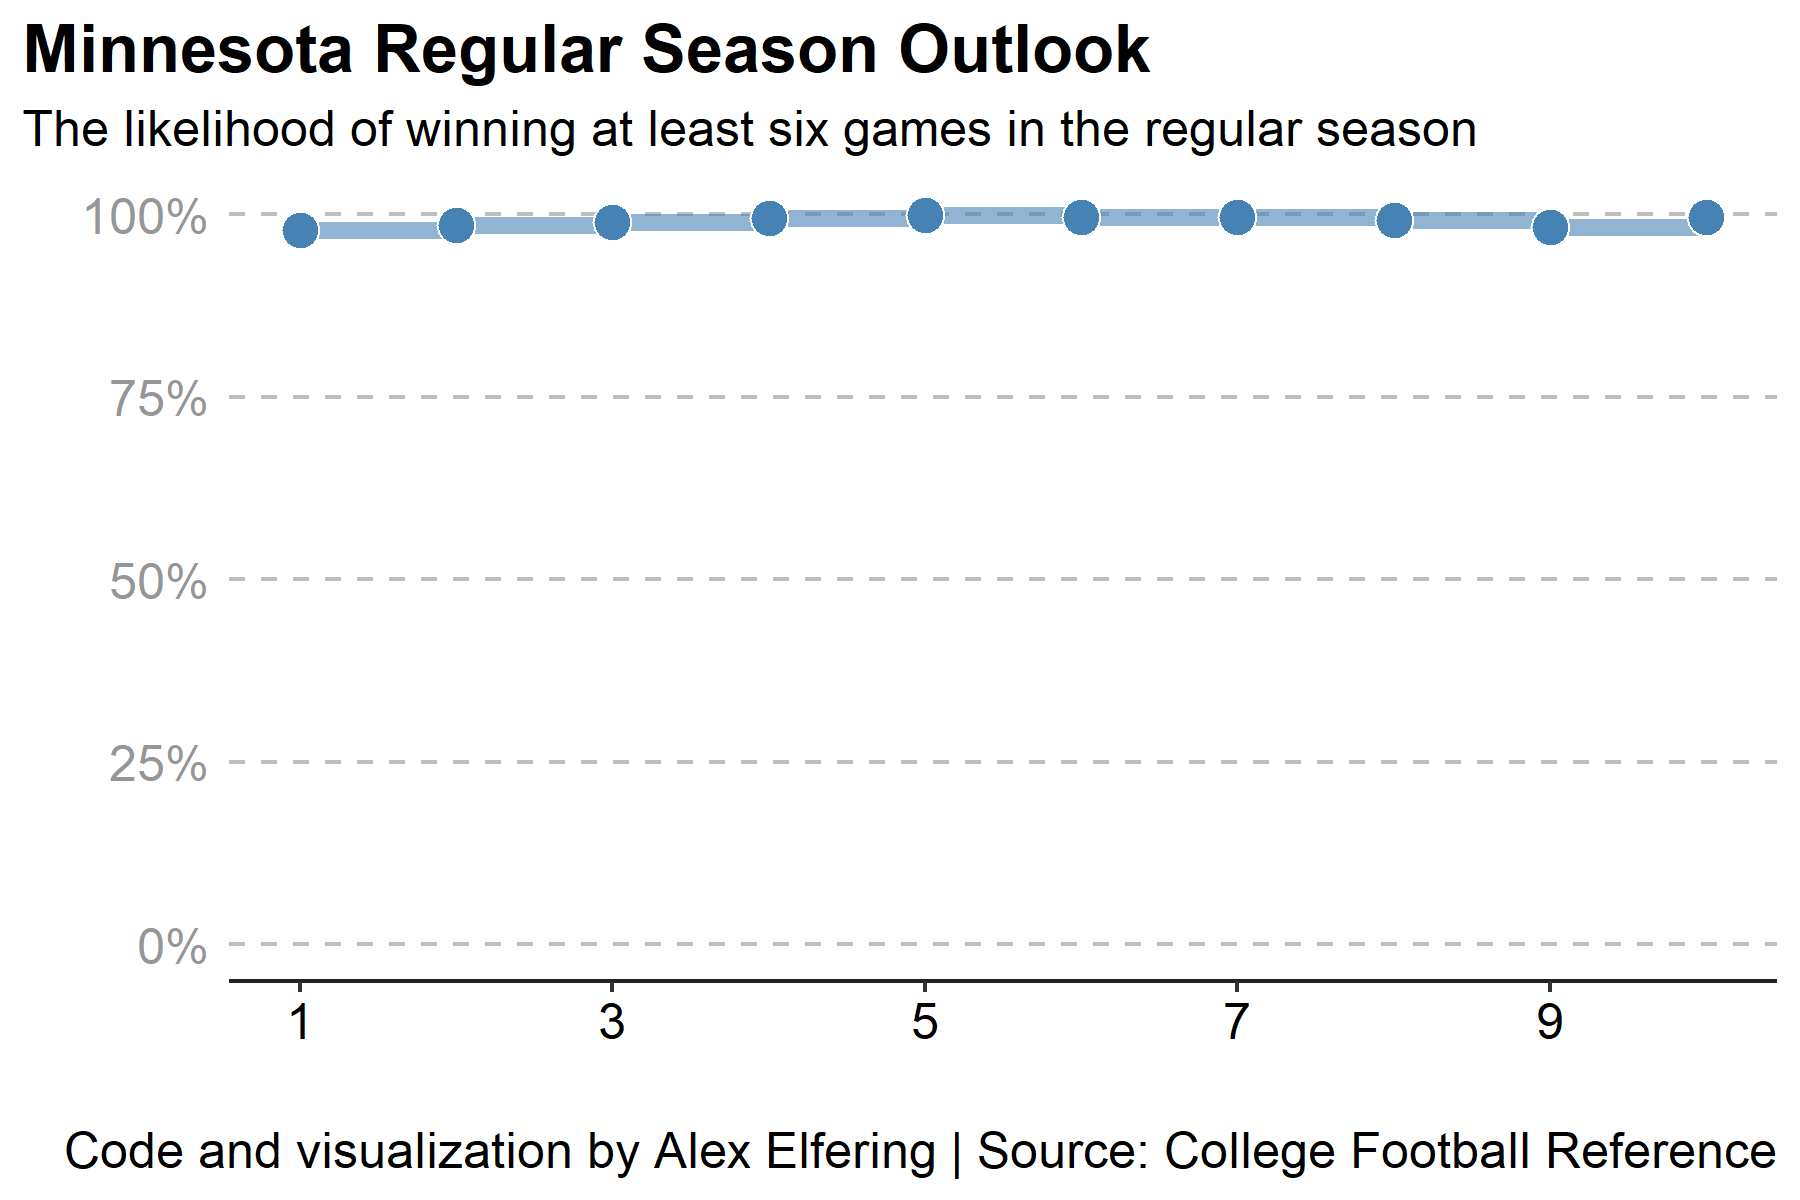 Minnesota Regular Season Outlook
The likelihood of winning at least six games in the regular season
100%
75%
50%
25%
0%
1 3 5 7 9
Code and visualization by Alex Elfering | Source: College Football Reference